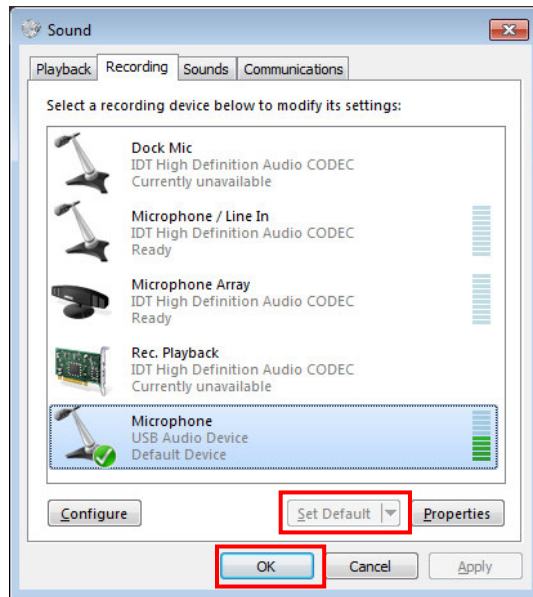 Sound
Playback Recording Sounds Communications
Select a recording device below to modify its settings:
Dock Mic
IDT High Definition Audio CODEC
Currently unavailable
Microphone / Line In
IDT High Definition Audio CODEC
Ready
Microphone Array
IDT High Definition Audio CODEC
Ready
Rec. Playback
IDT High Definition Audio CODEC
Currently unavailable
Microphone
USB Audio Device
Default Device
Configure Set Default Properties
OK Cancel Apply